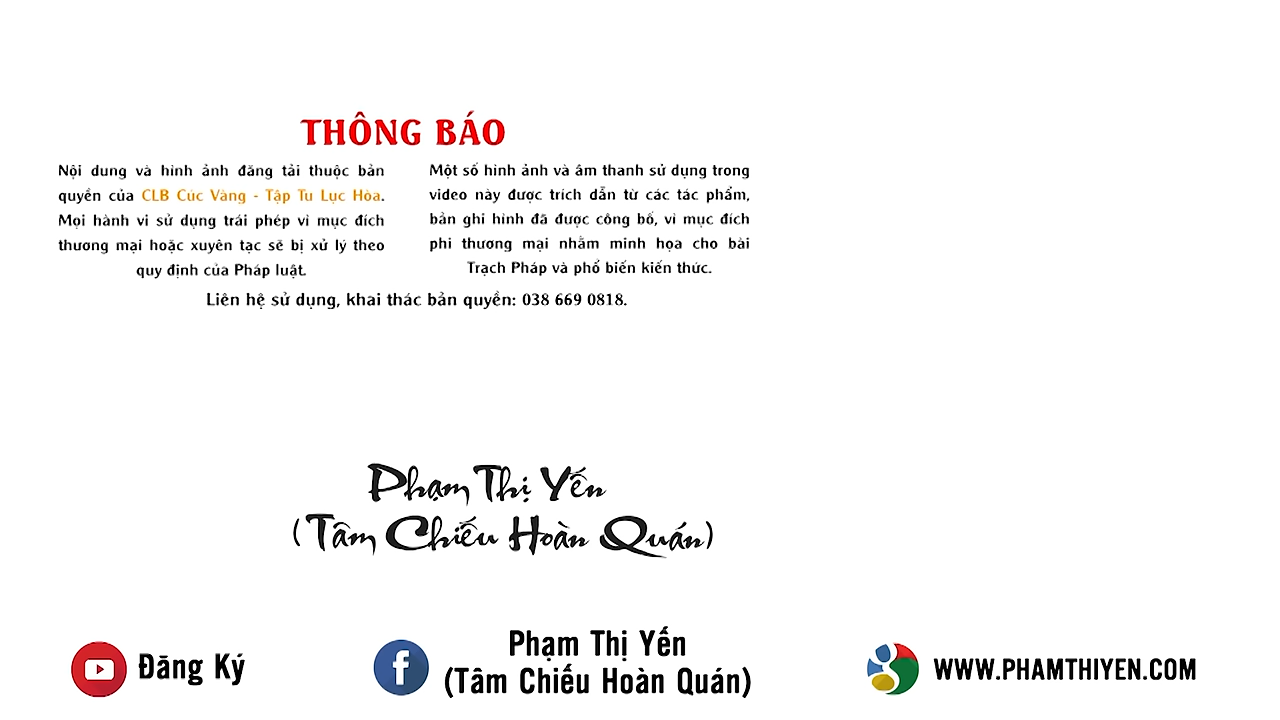 THÔNG BÁO
Nội dung và hình ảnh đăng tải thuộc bản
quyền của CLB Cúc Vàng - Tập Tu Lục Hòa.
Mọi hành vi sử dụng trái phép vì mục đích
thương mại hoặc xuyên tạc sẽ bị xử lý theo
quy định của Pháp luật.
Một số hình ảnh và âm thanh sử dụng trong
video này được trích dẫn từ các tác phẩm,
bản ghi hình đã được công bố, vì mục đích
phi thương mại nhằm minh họa cho bài
Trạch Pháp và phổ biến kiến thức.
Liên hệ sử dụng, khai thác bản quyền: 038 669 0818.
Phạm Thị Yến
(Tâm Chiếu Hoàn Quán)
Đăng Ký
Phạm Thị Yến
(Tâm Chiếu Hoàn Quán)
WWW.PHAMTHIYEN.COM